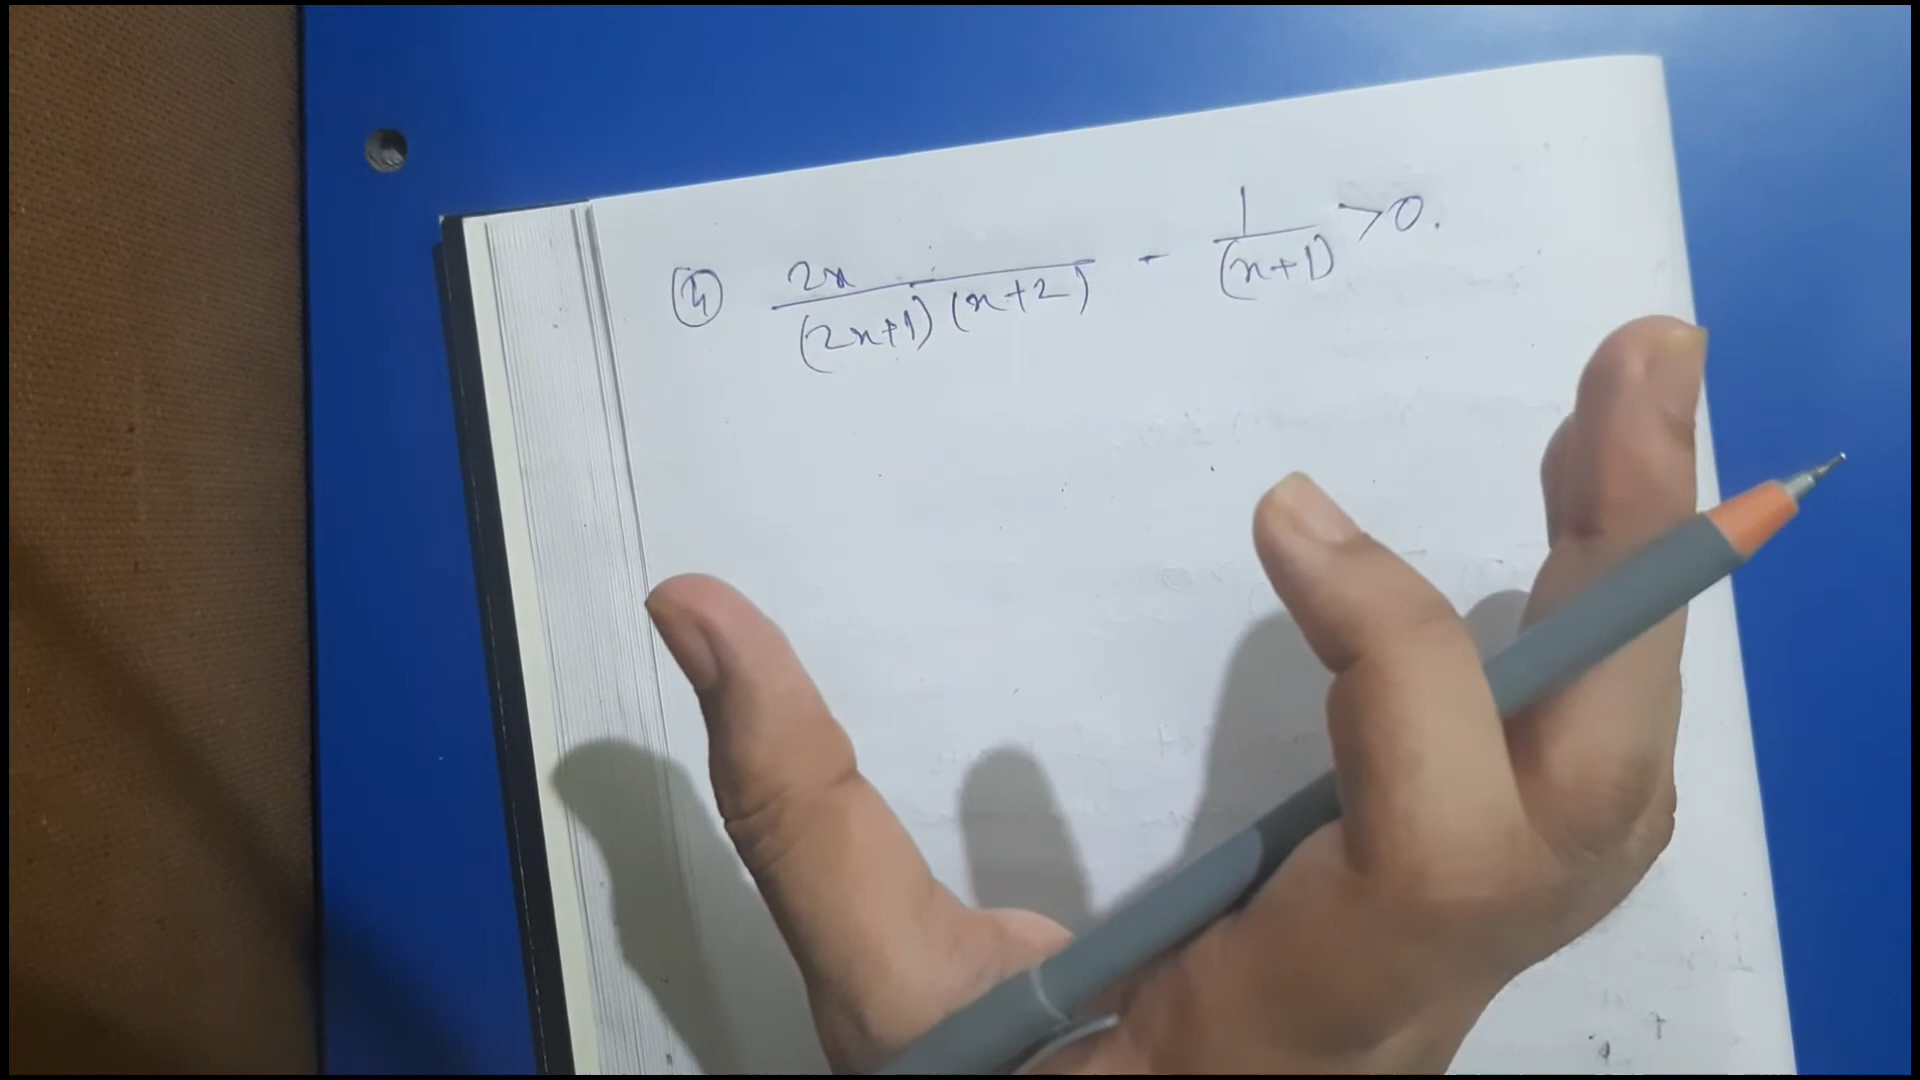 ④ 2x/(2x+1)(x+2) - 1/(x+1) >0.